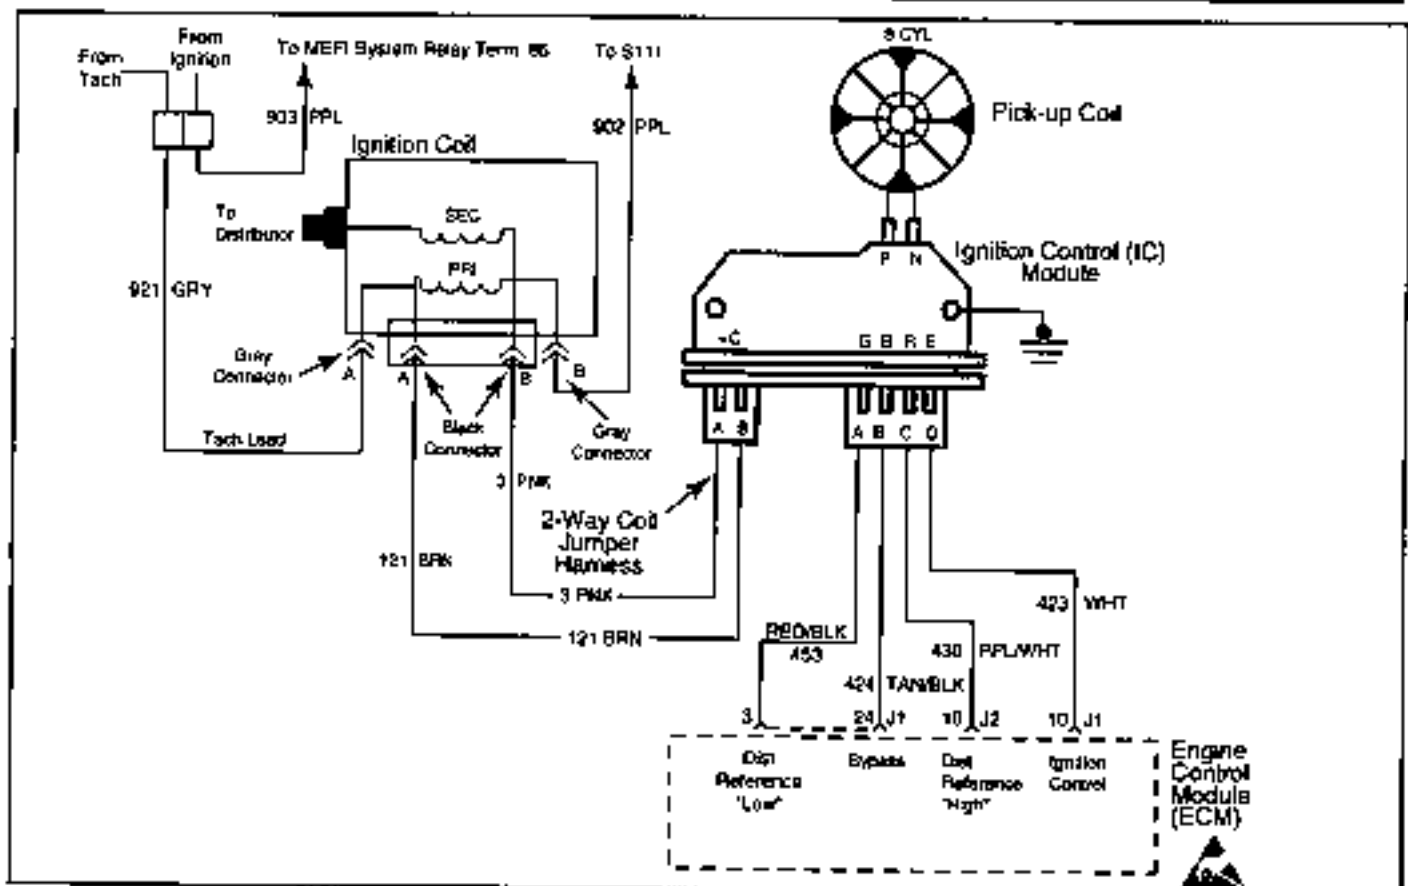 8 CYL
From
Tach
From
Ignition
To MEFI System Relay Term 86
To S111
903 PPL
902 PPL
Pick-up Coil
Ignition Coil
To
Distributor
SEC
PRI
P N
Ignition Control (IC)
Module
921 GRY
+C
G B R E
Gray
Connector
A
A
B
B
Black
Connector
Gray
Connector
A B
A B C D
Tach Lead
3 PNK
2-Way Coil
Jumper
Harness
121 BRN
3 PNK
121 BRN
RED/BLK
453
423 WHT
430 PPL/WHT
424 TAN/BLK
3
24 J1
10 J2
10 J1
Dist
Reference
"Low"
Bypass
Dist
Reference
"High"
Ignition
Control
Engine
Control
Module
(ECM)